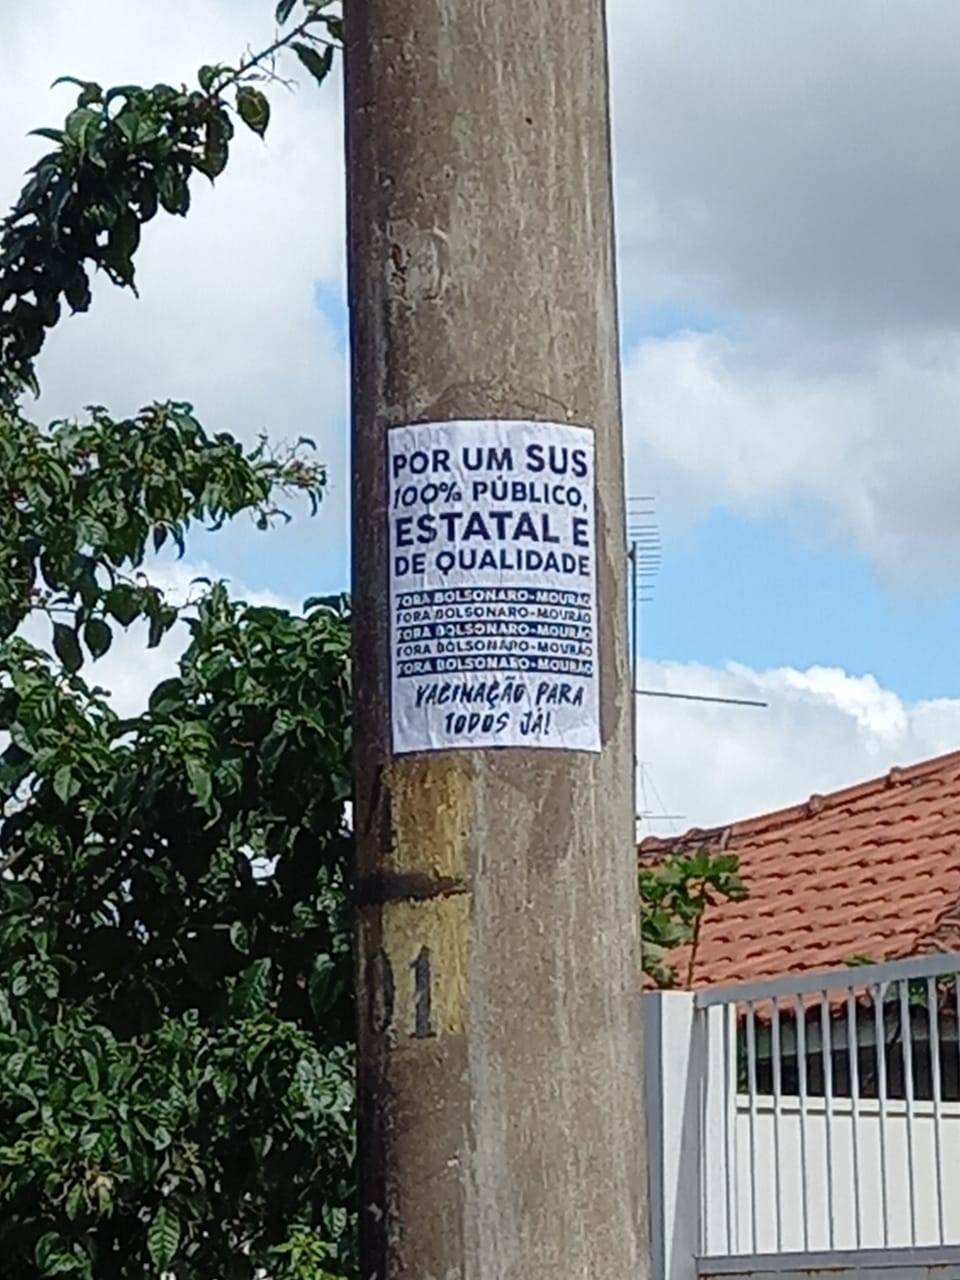 POR UM SUS
100% PÚBLICO,
ESTATAL E
DE QUALIDADE
FORA BOLSONARO-MOURÃO
FORA BOLSONARO-MOURÃO
FORA BOLSONARO-MOURÃO
FORA BOLSONARO-MOURÃO
FORA BOLSONARO-MOURÃO
VACINAÇÃO PARA
TODOS JÁ!
01